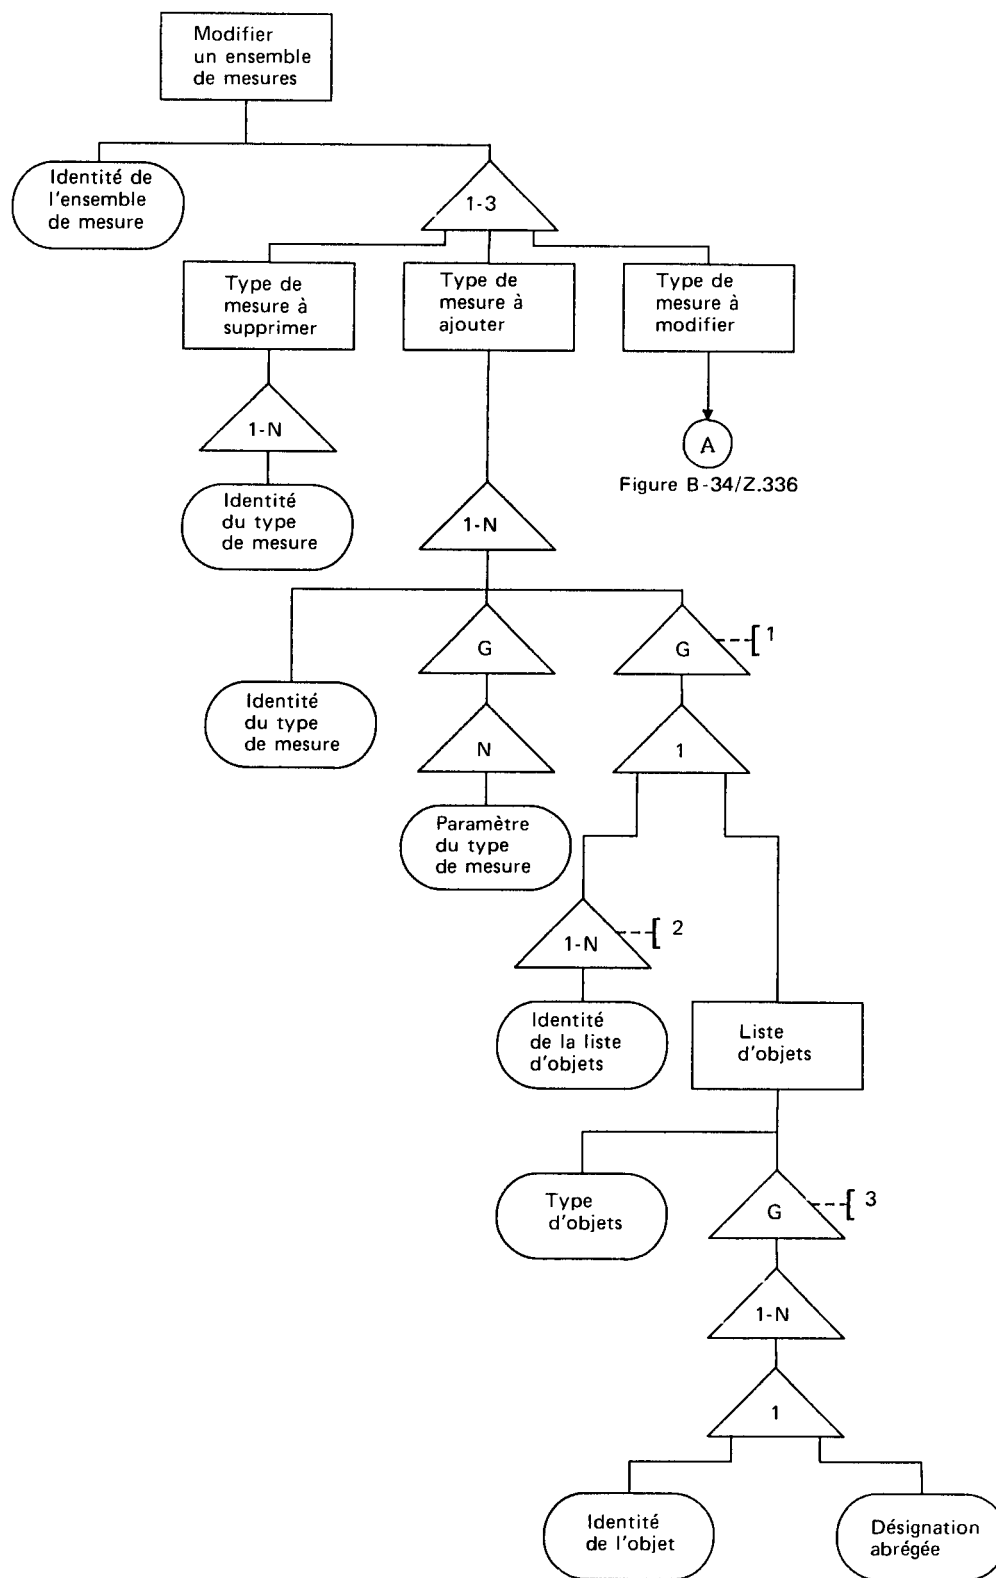 Modifier
un ensemble
de mesures
Identité de
l'ensemble
de mesure
1-3
Type de
mesure à
supprimer
Type de
mesure à
ajouter
Type de
mesure à
modifier
1-N
A
Figure B-34/Z.336
Identité
du type
de mesure
1-N
G
G
1
Identité
du type
de mesure
N
1
Paramètre
du type
de mesure
1-N
2
Identité
de la liste
d'objets
Liste
d'objets
Type
d'objets
G
3
1-N
1
Identité
de l'objet
Désignation
abrégée